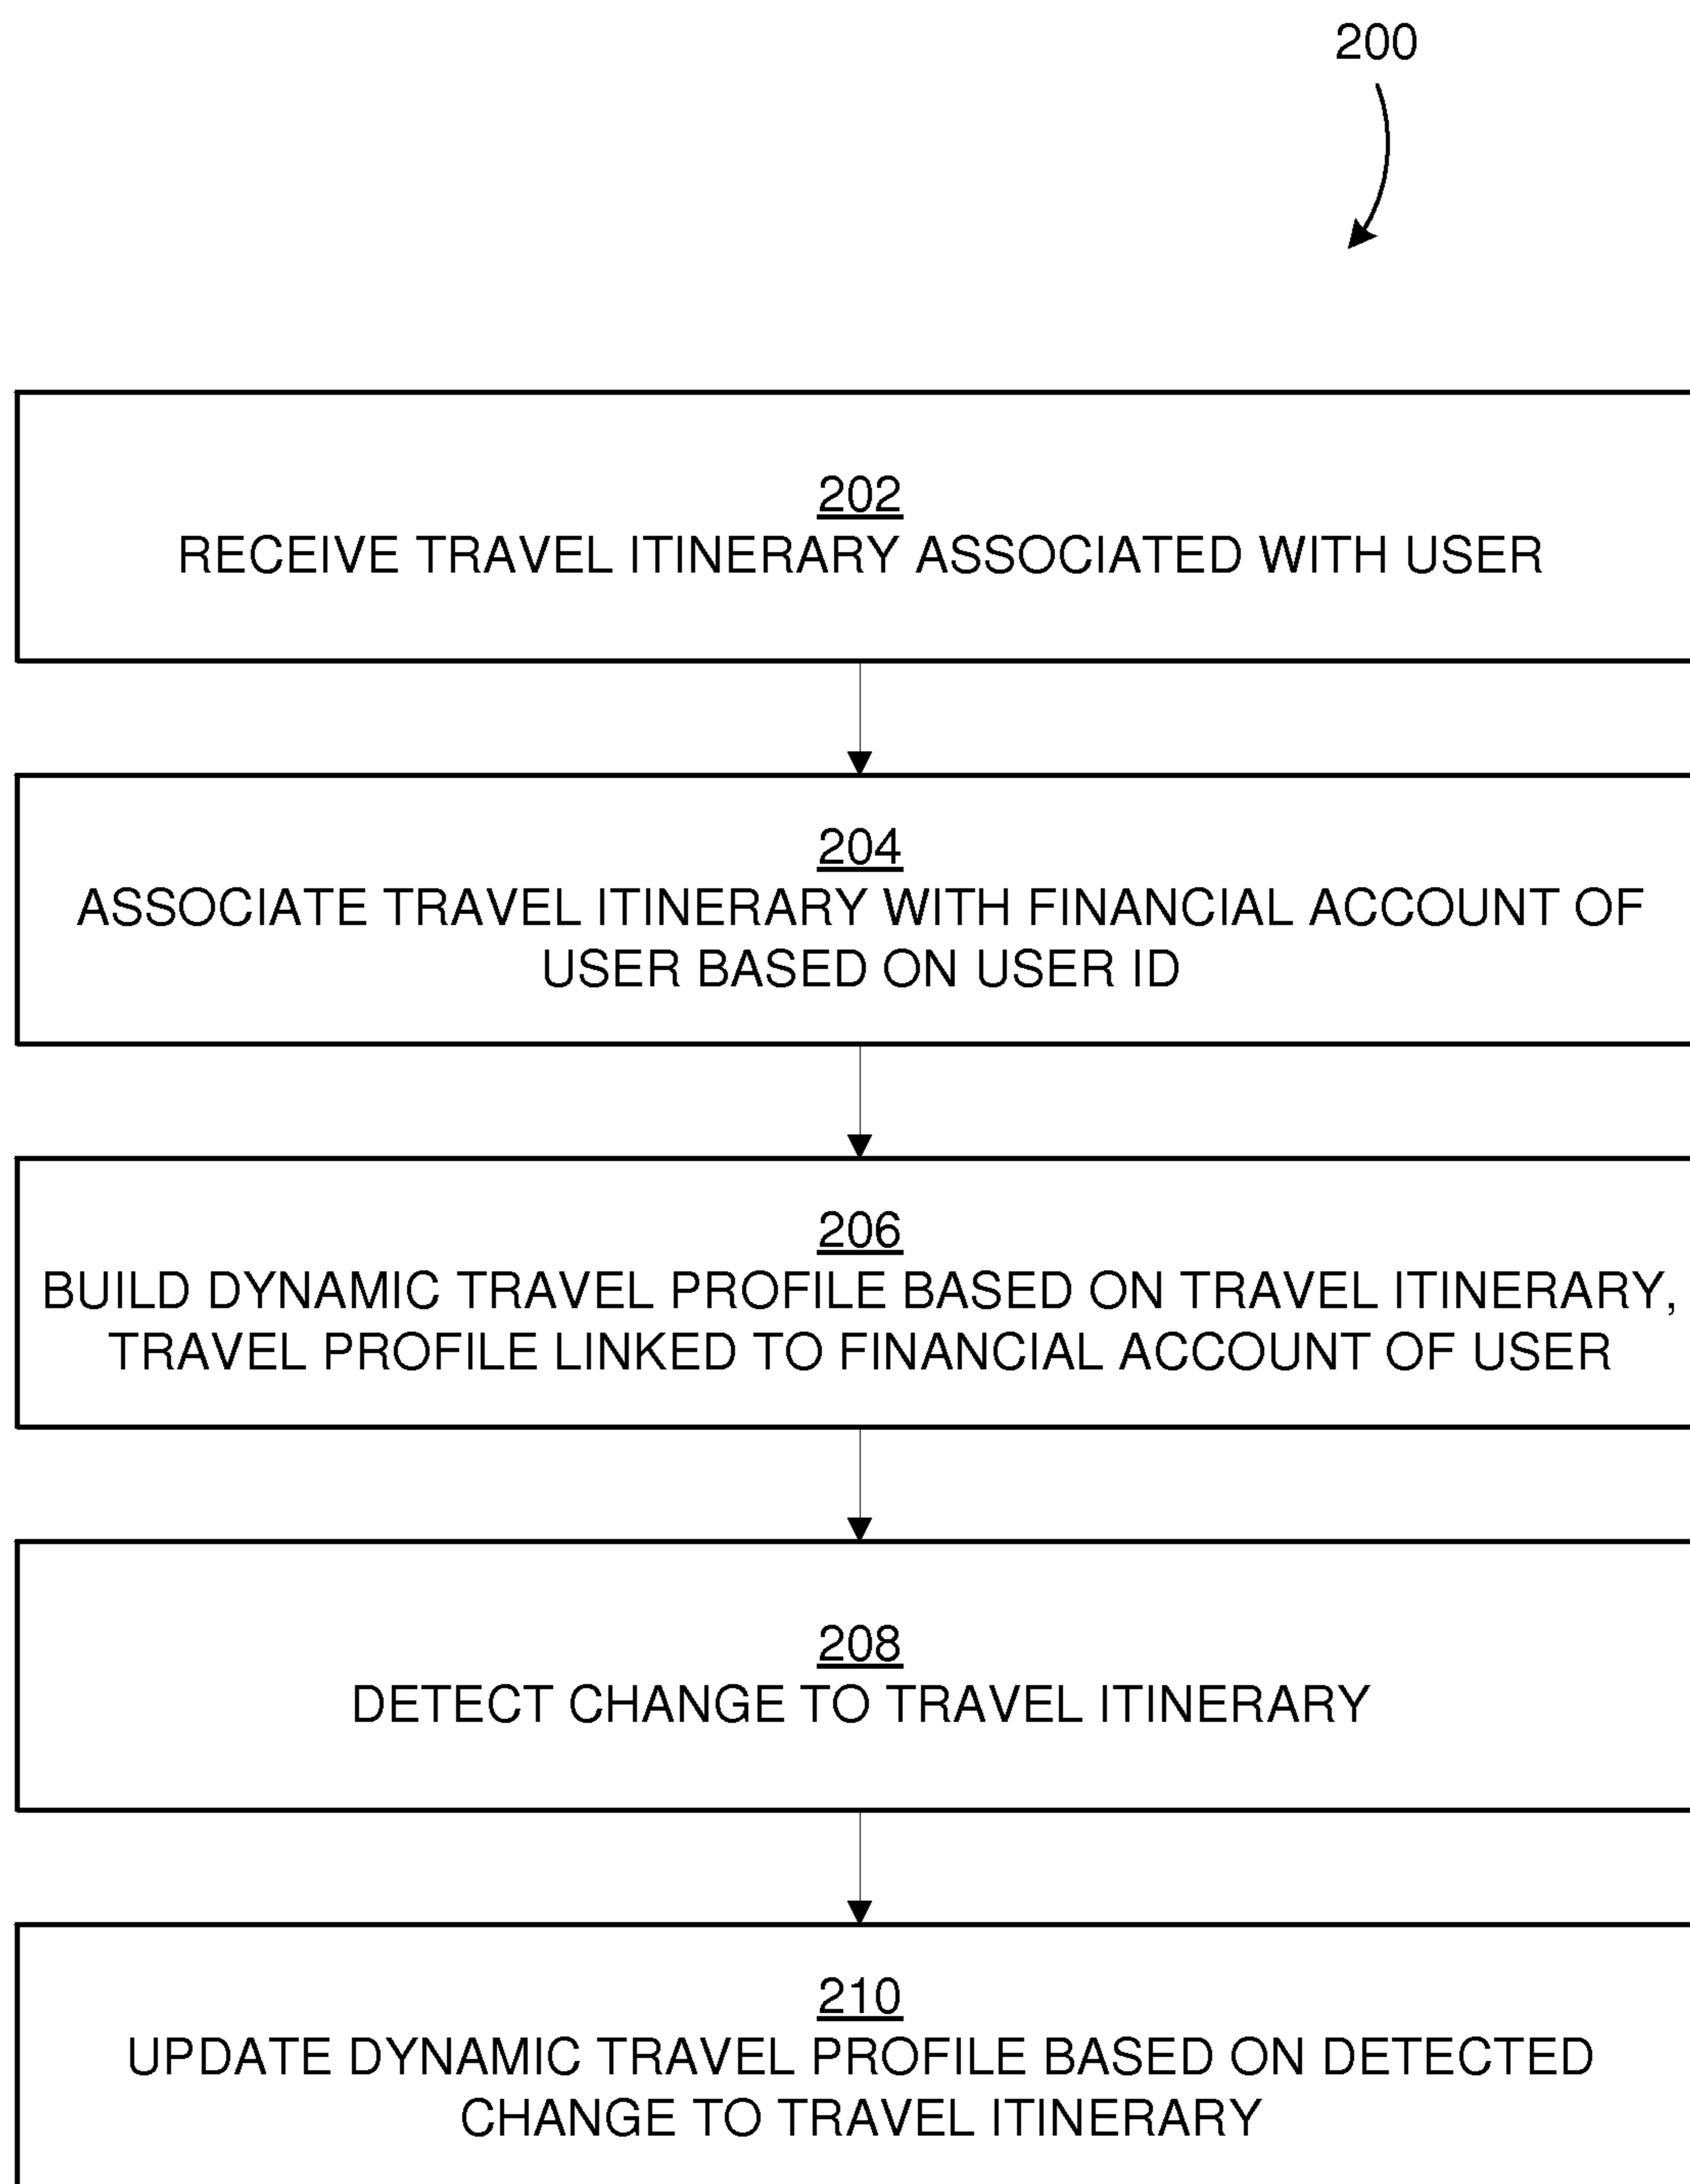 200
202
RECEIVE TRAVEL ITINERARY ASSOCIATED WITH USER
204
ASSOCIATE TRAVEL ITINERARY WITH FINANCIAL ACCOUNT OF
USER BASED ON USER ID
206
BUILD DYNAMIC TRAVEL PROFILE BASED ON TRAVEL ITINERARY,
TRAVEL PROFILE LINKED TO FINANCIAL ACCOUNT OF USER
208
DETECT CHANGE TO TRAVEL ITINERARY
210
UPDATE DYNAMIC TRAVEL PROFILE BASED ON DETECTED
CHANGE TO TRAVEL ITINERARY